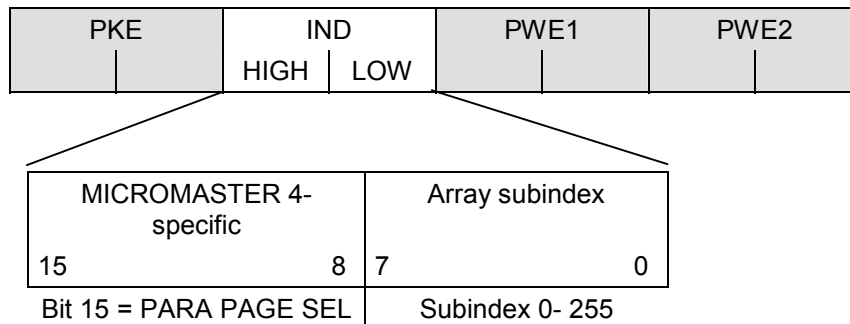 PKE IND PWE1 PWE2
HIGH LOW
MICROMASTER 4- Array subindex
specific
15 8 7 0
Bit 15 = PARA PAGE SEL Subindex 0- 255